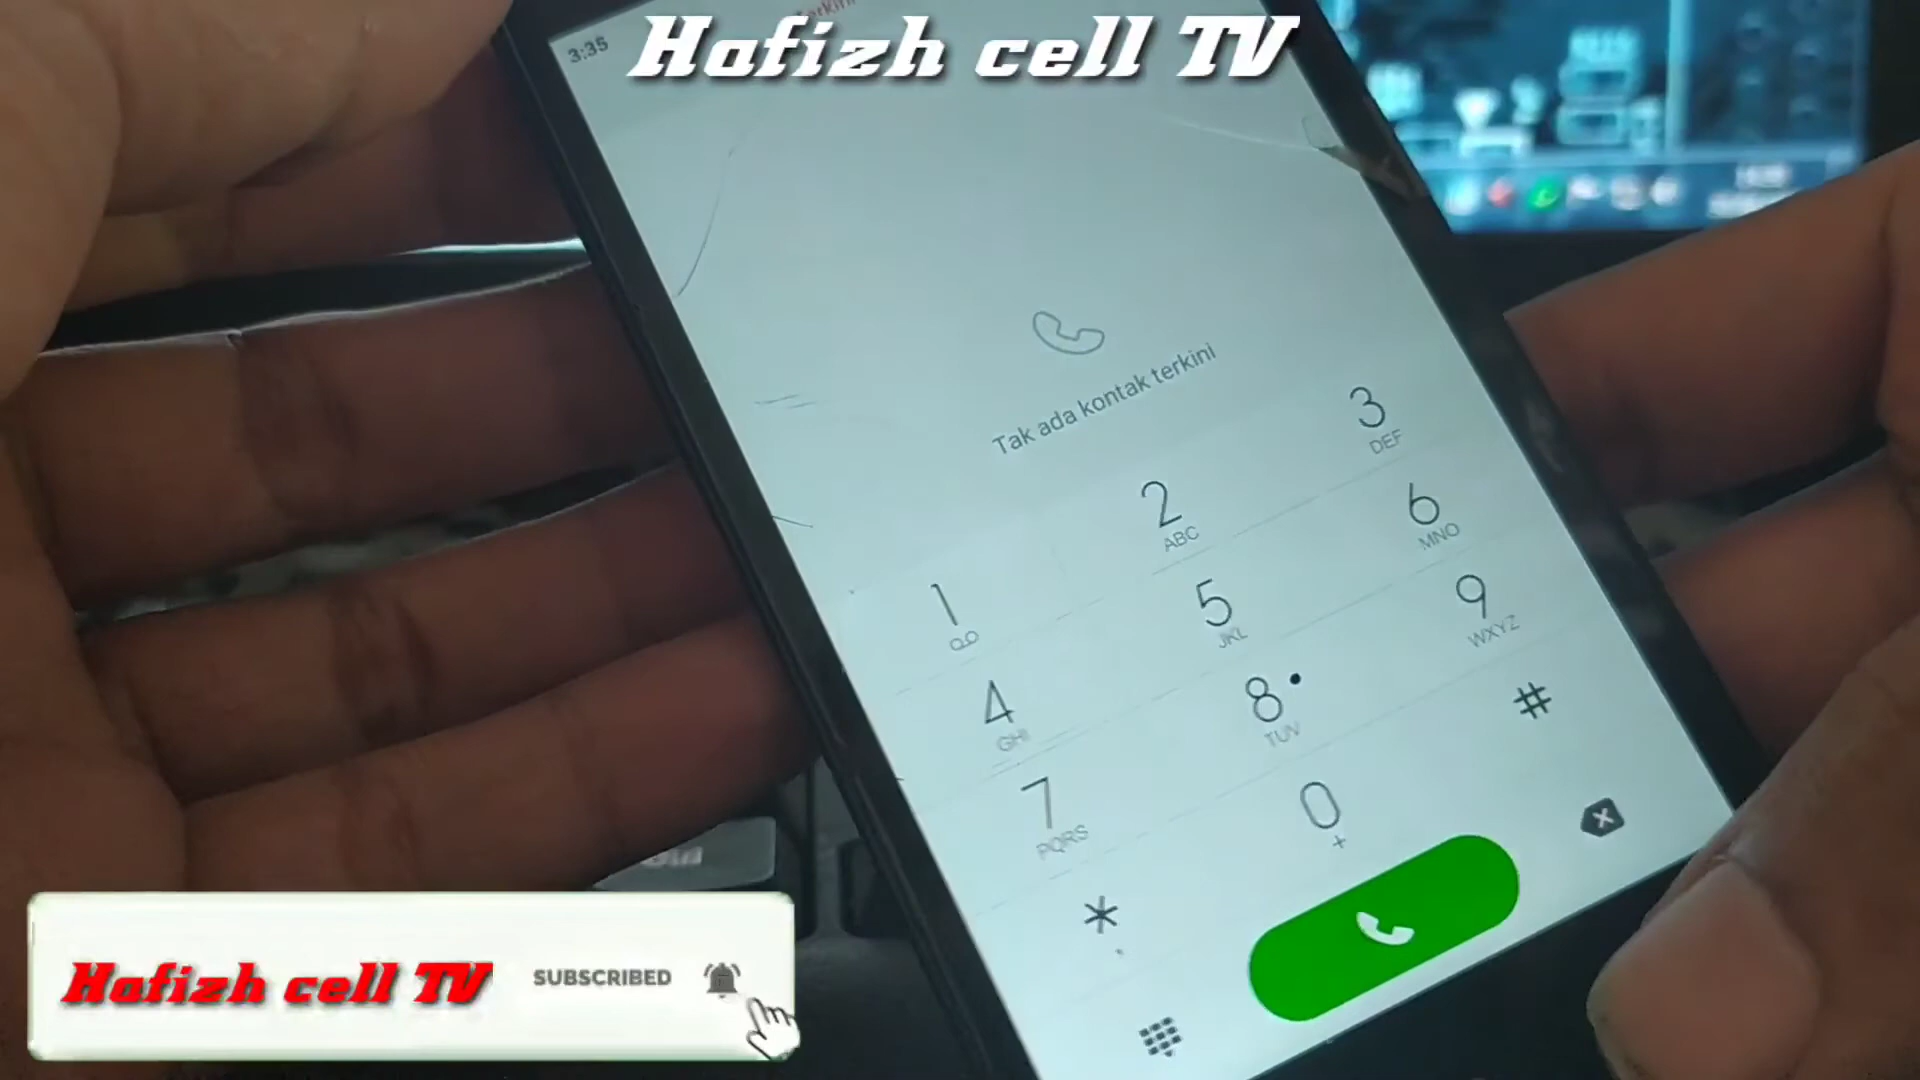 Terkini
3:35
Hafizh cell TV
Tak ada kontak terkini
1
2
ABC
3
DEF
4
GHI
5
JKL
6
MNO
7
PQRS
8
TUV
9
WXYZ
*
,
0
+
#
Hafizh cell TV SUBSCRIBED